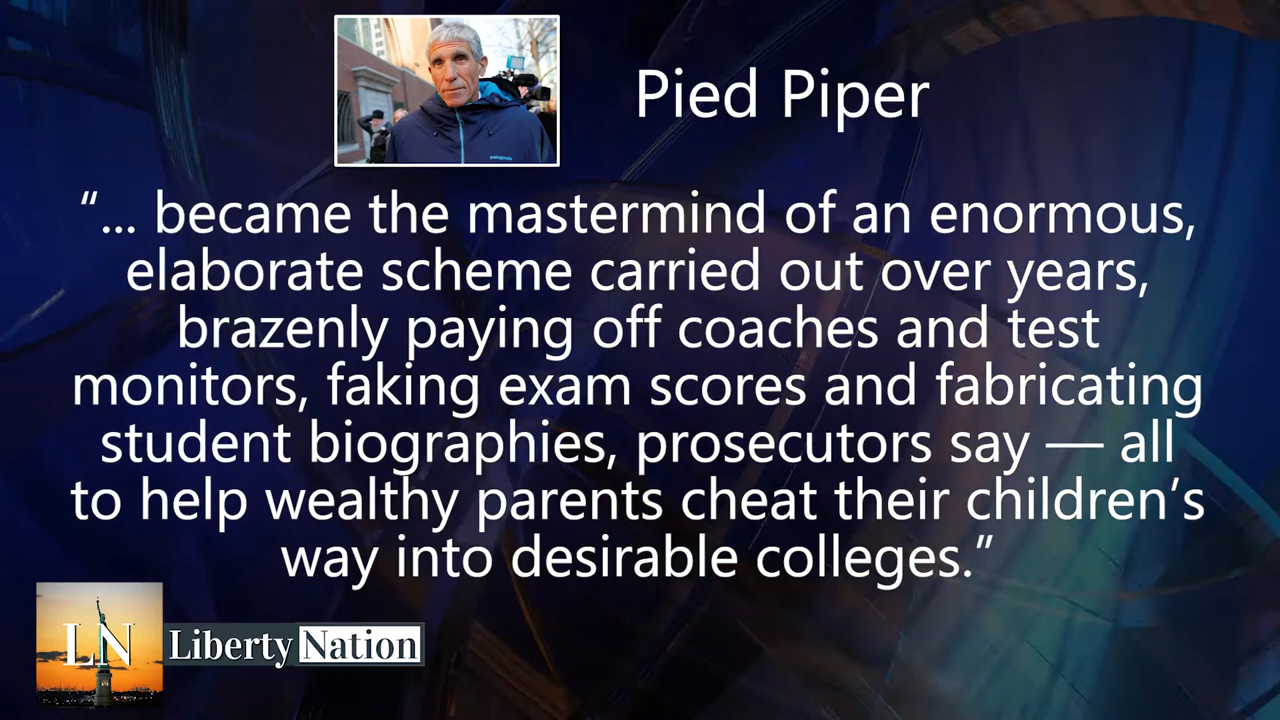 Pied Piper
“... became the mastermind of an enormous,
elaborate scheme carried out over years,
brazenly paying off coaches and test
monitors, faking exam scores and fabricating
student biographies, prosecutors say — all
to help wealthy parents cheat their children’s
way into desirable colleges.”
LN
Liberty Nation
patagonia